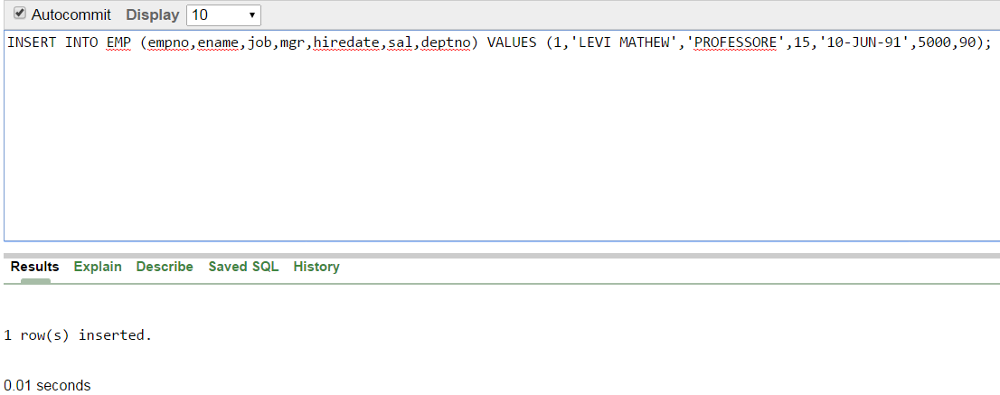 Autocommit Display 10
INSERT INTO EMP (empno,ename,job,mgr,hiredate,sal,deptno) VALUES (1,'LEVI MATHEW','PROFESSORE',15,'10-JUN-91',5000,90);
Results Explain Describe Saved SQL History
1 row(s) inserted.
0.01 seconds